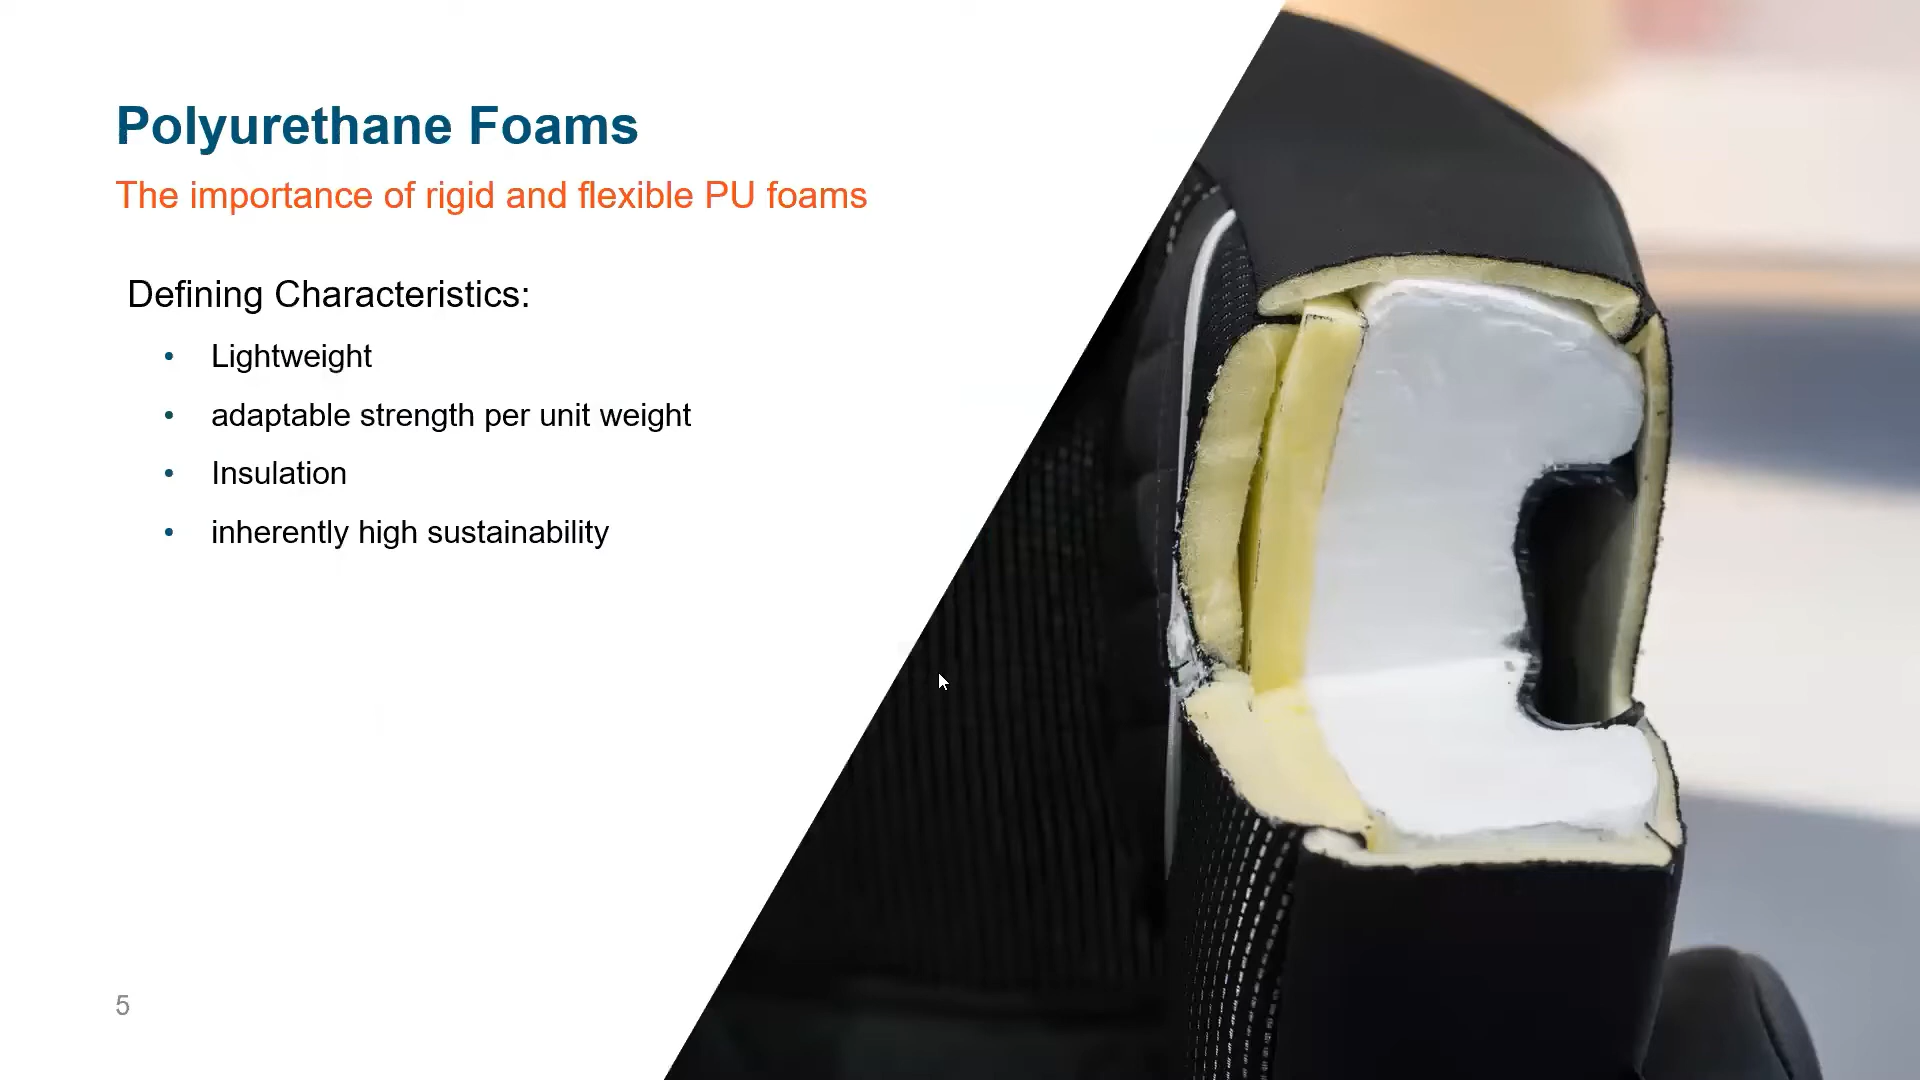 Polyurethane Foams
The importance of rigid and flexible PU foams
Defining Characteristics:
• Lightweight
• adaptable strength per unit weight
• Insulation
• inherently high sustainability
5